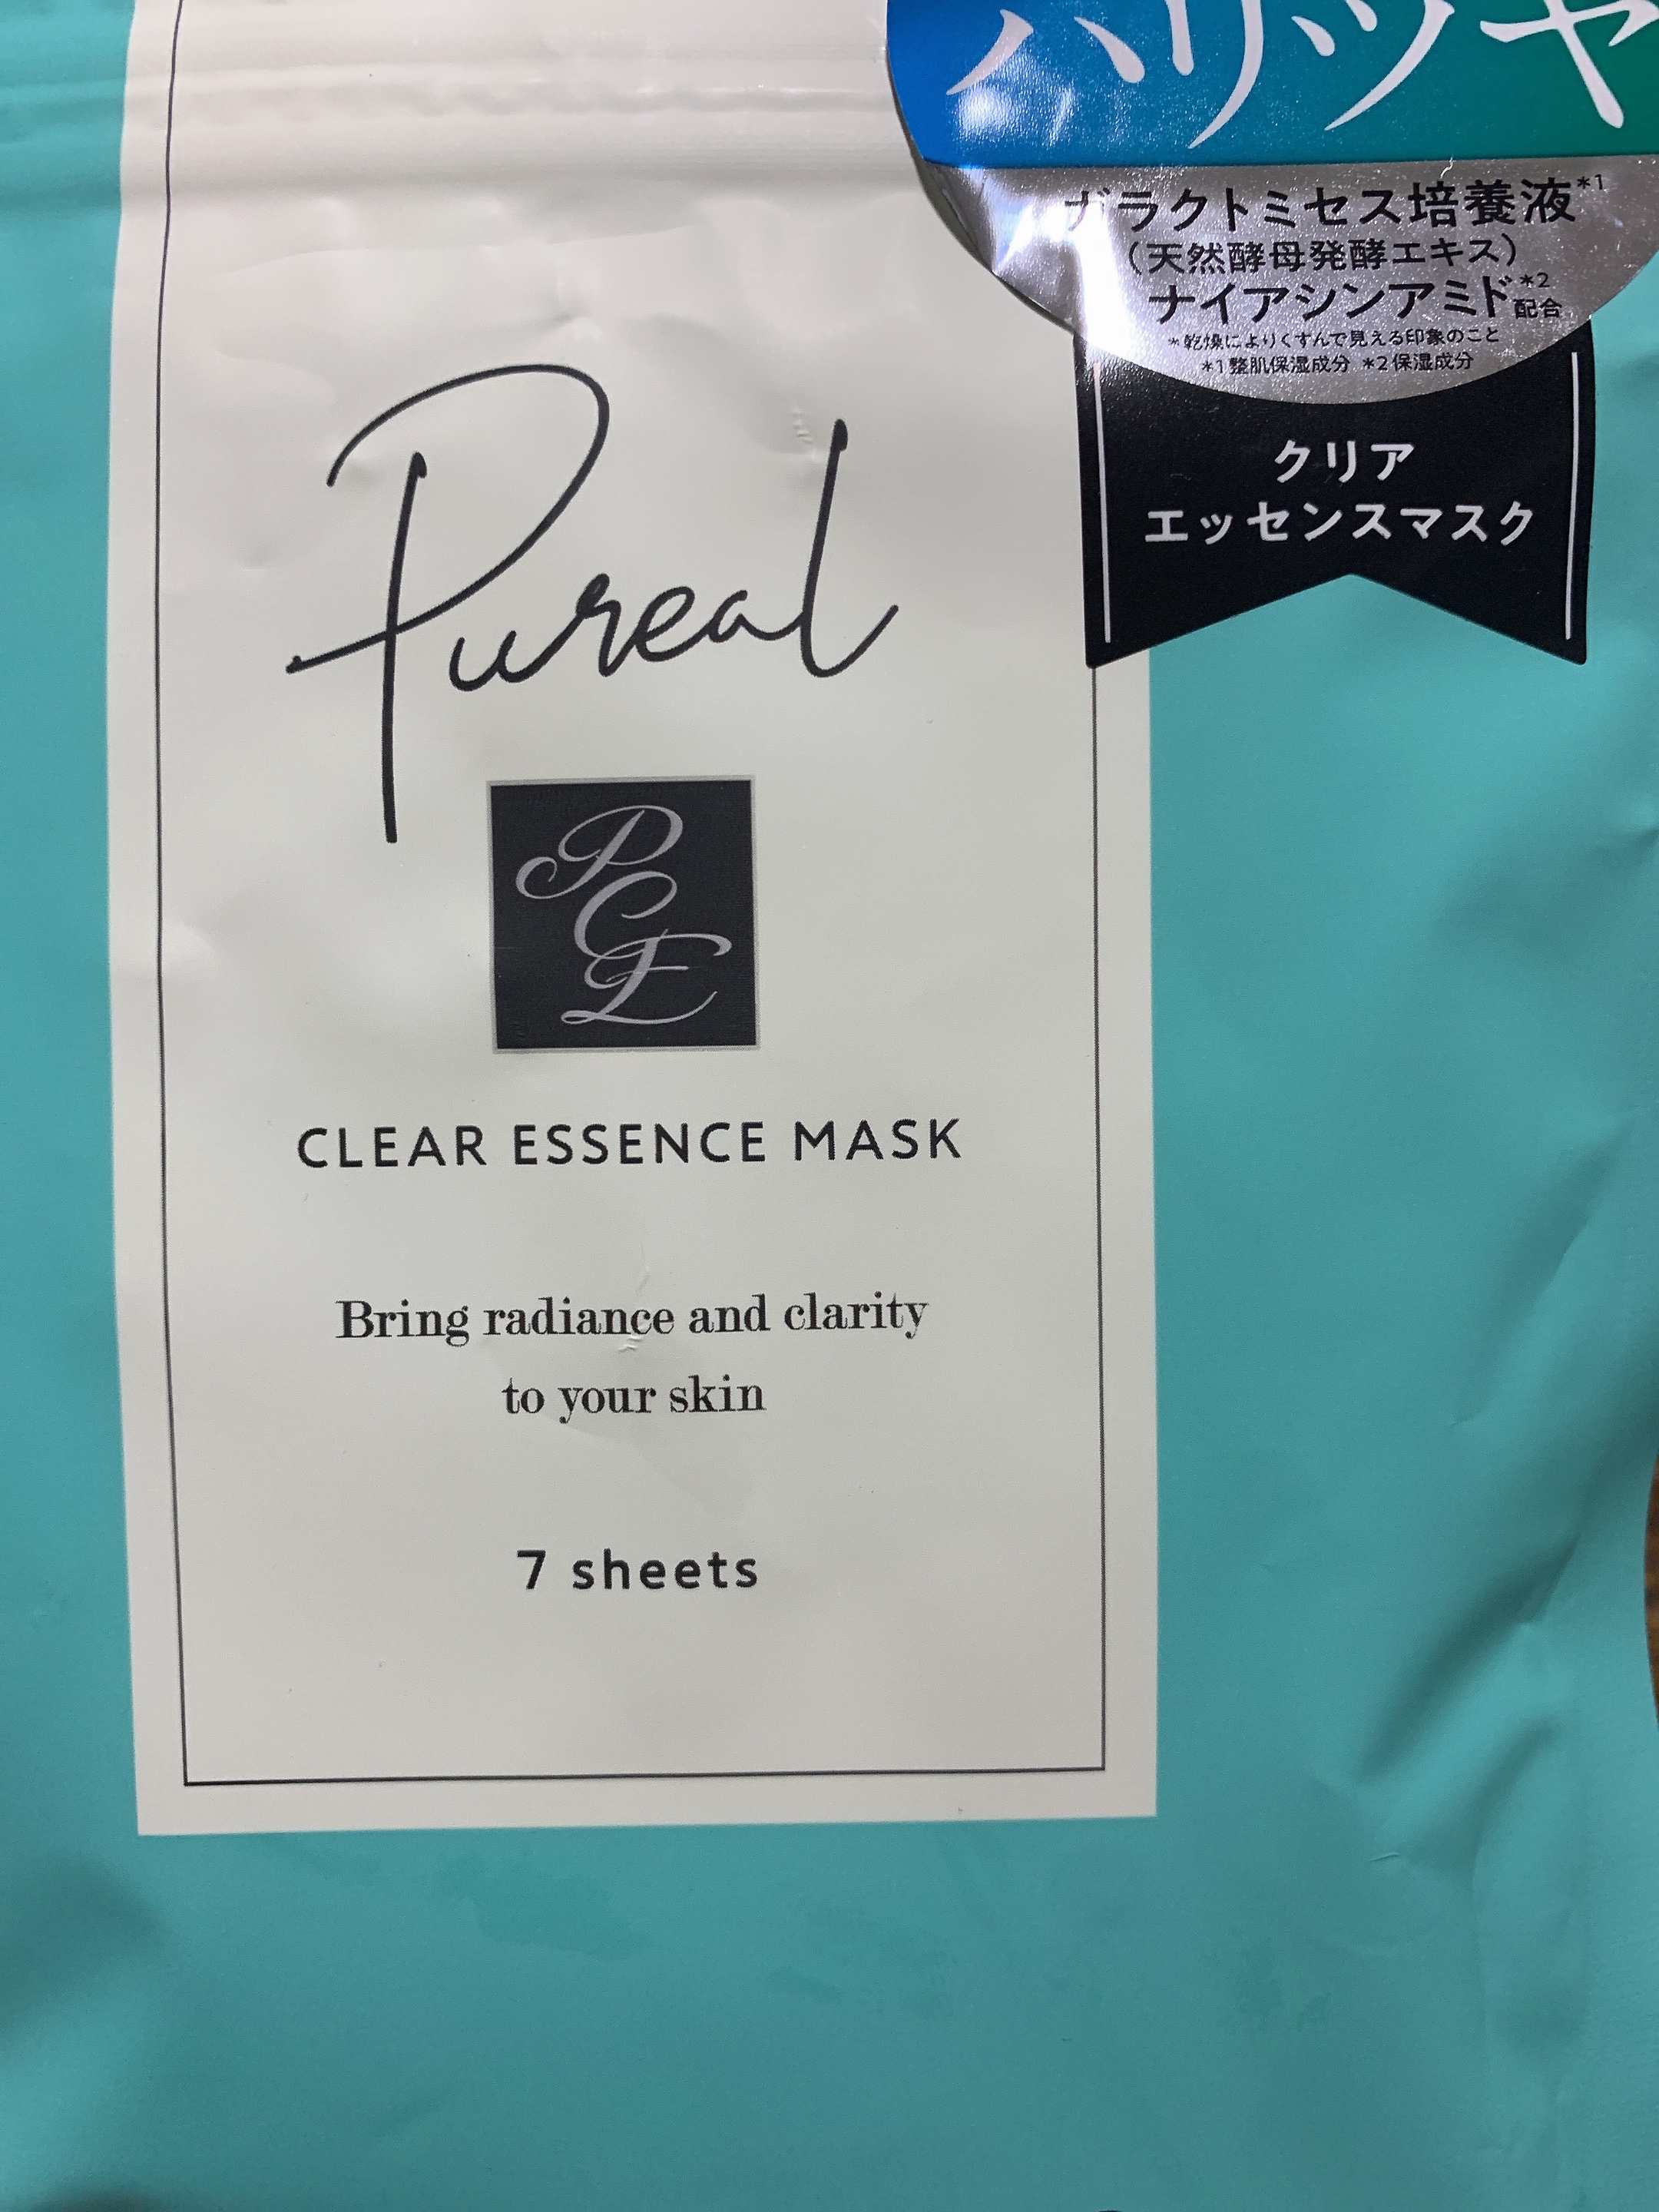 ハリツヤ
ガラクトミセス培養液*1
（天然酵母発酵エキス）
ナイアシンアミド*2配合
*乾燥によりくすんで見える印象のこと
*1整肌保湿成分 *2保湿成分
クリア
エッセンスマスク
Pureal
PCE
CLEAR ESSENCE MASK
Bring radiance and clarity
to your skin
7 sheets